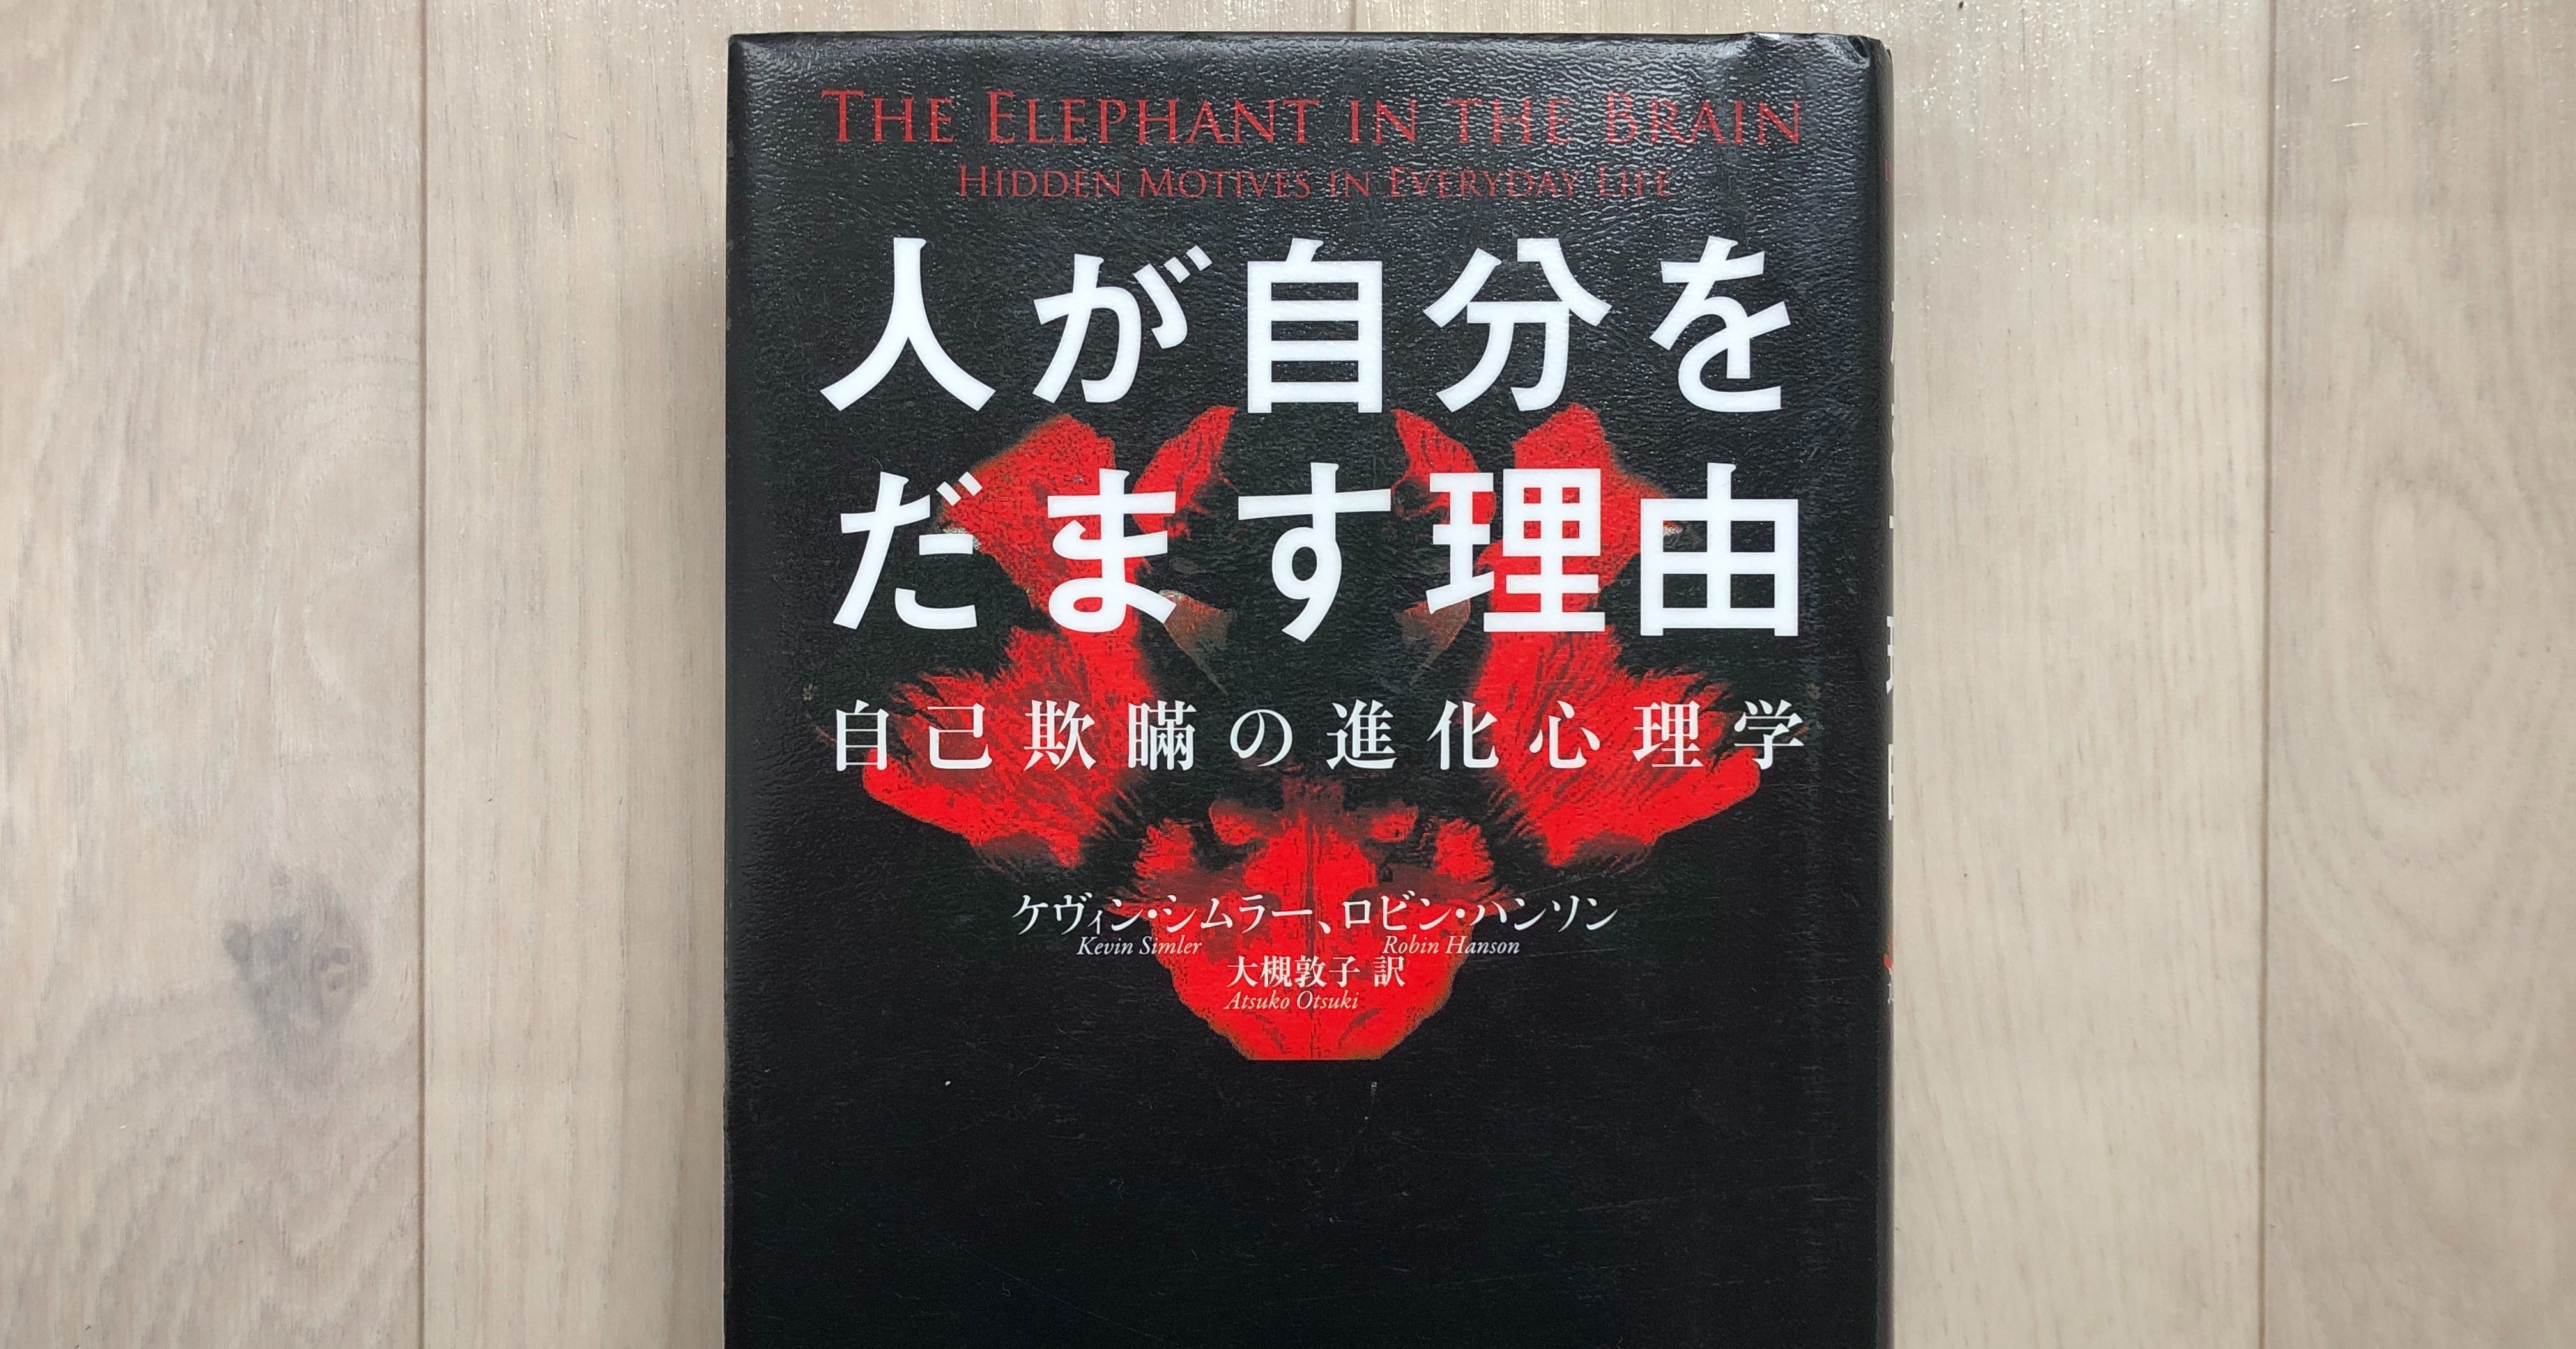 THE ELEPHANT IN THE BRAIN
HIDDEN MOTIVES IN EVERYDAY LIFE
人が自分を
だます理由
自己欺瞞の進化心理学
ケヴィン・シムラー、ロビン・ハンソン
Kevin Simler Robin Hanson
大槻敦子 訳
Atsuko Otsuki